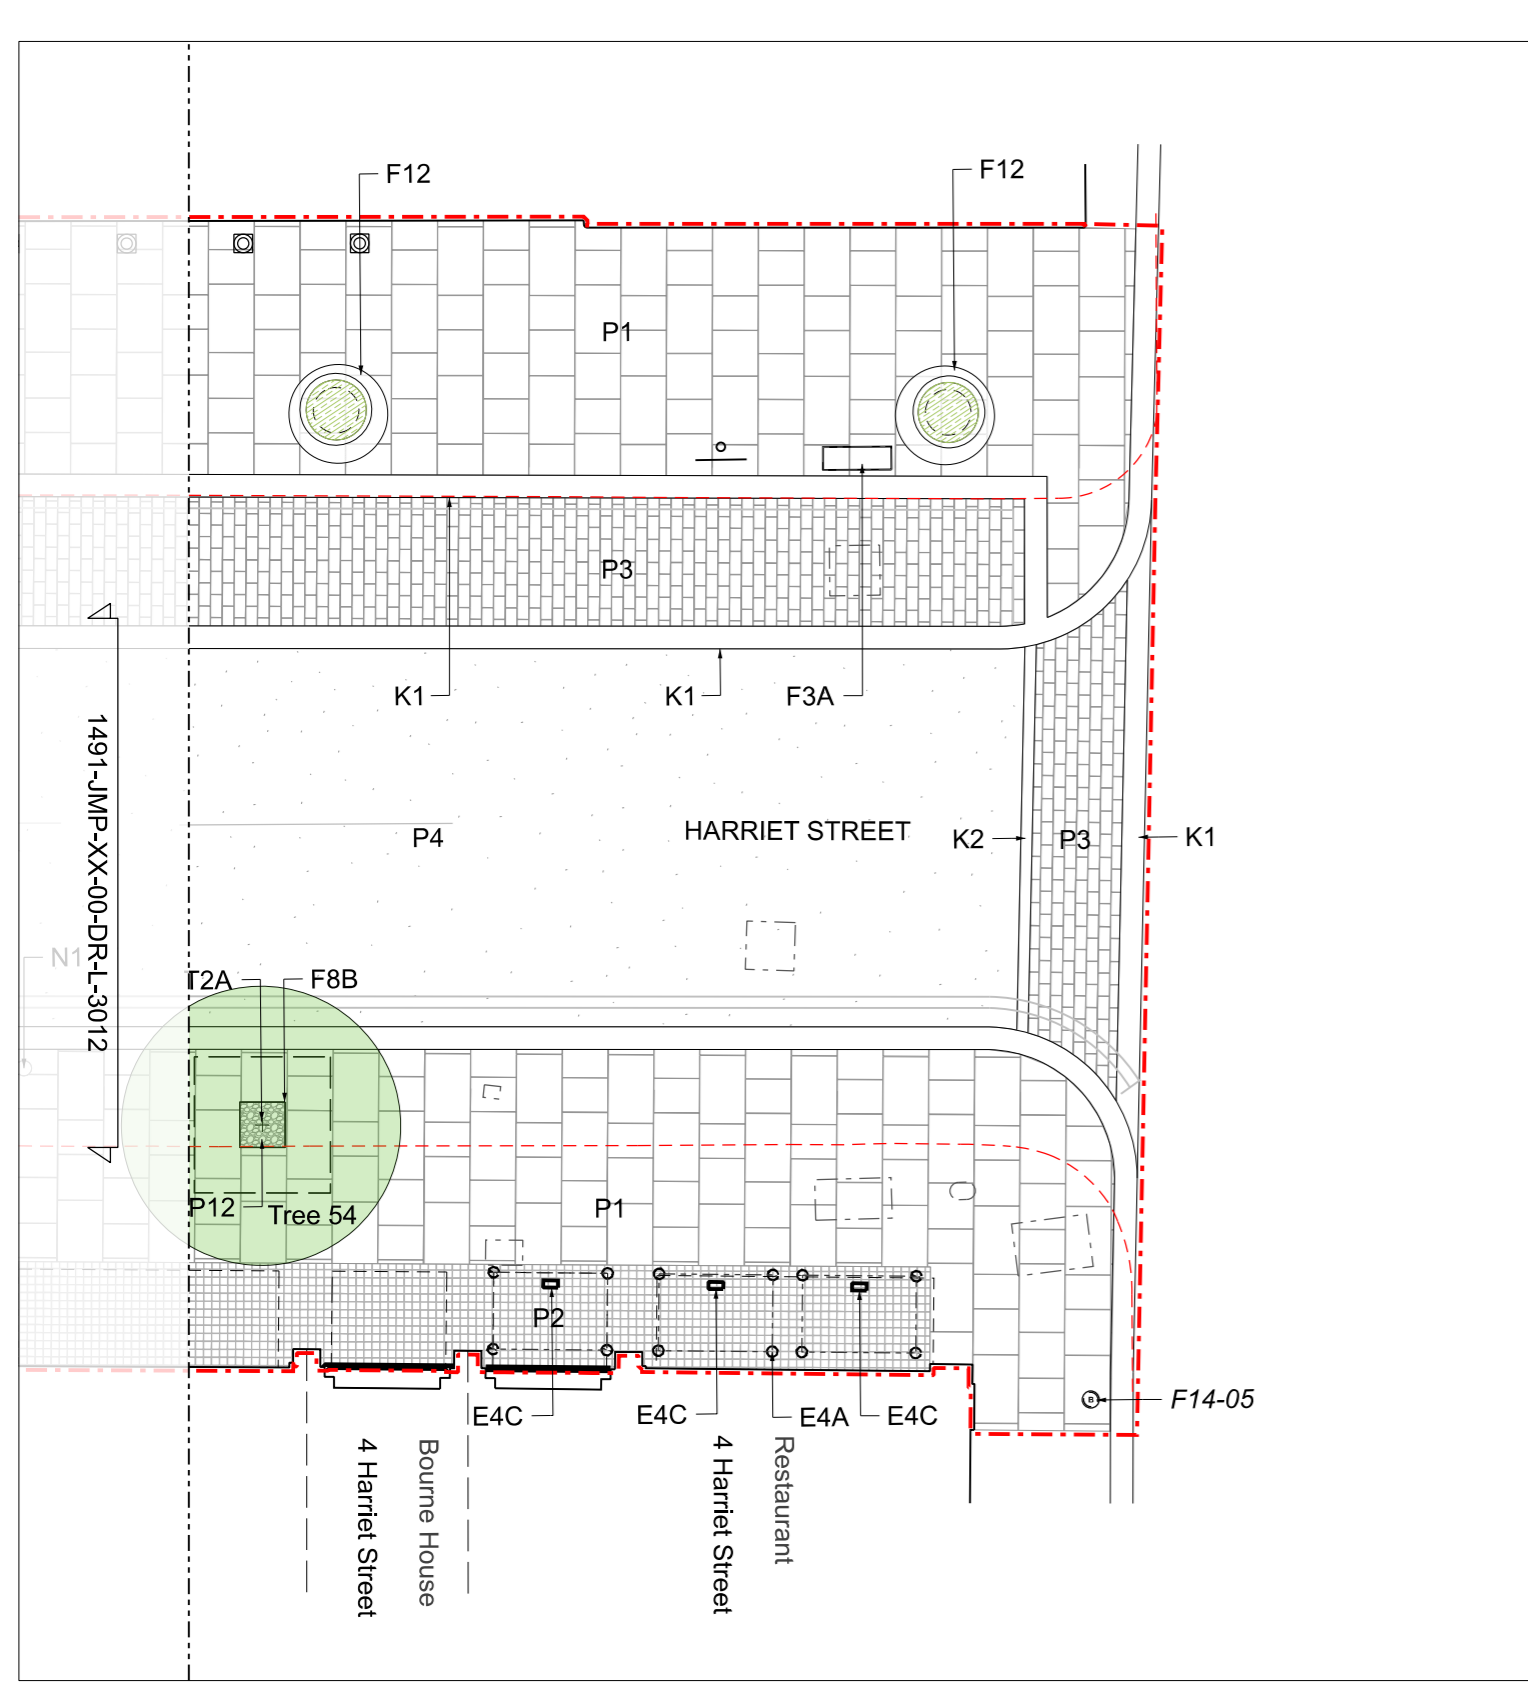 F12
F12
P1
P3
K1
K1
F3A
1491-JMP-XX-00-DR-L-3012
HARRIET STREET
P4
K2
P3
K1
N1
T2A
F8B
P12
Tree 54
P1
P2
E4C
E4C
E4A
E4C
B
F14-05
4 Harriet Street
Bourne House
4 Harriet Street
Restaurant